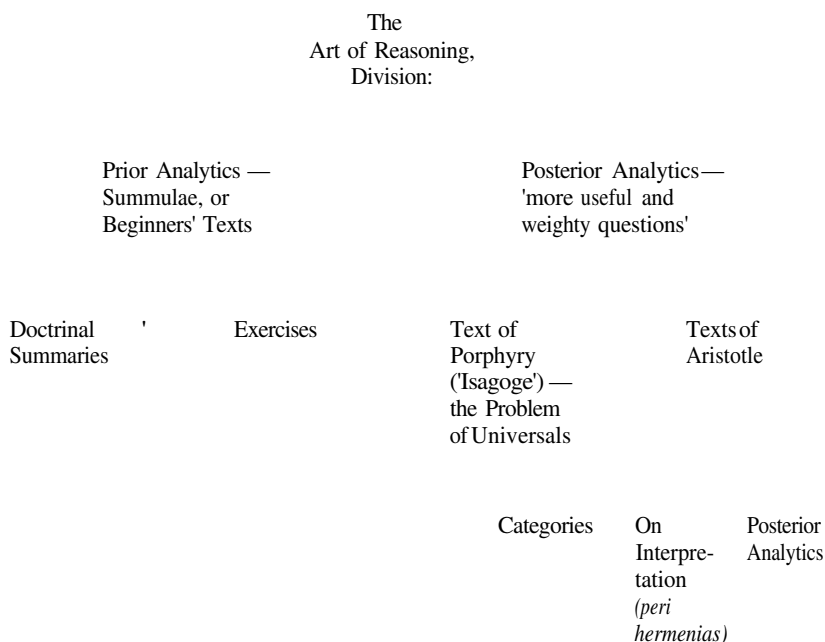 The
Art of Reasoning,
Division:
Prior Analytics —
Summulae, or
Beginners' Texts
Posterior Analytics—
'more useful and
weighty questions'
Doctrinal '
Summaries
Exercises
Text of
Porphyry
('Isagoge') —
the Problem
of Universals
Texts of
Aristotle
Categories
On
Interpre-
tation
(peri
hermenias)
Posterior
Analytics